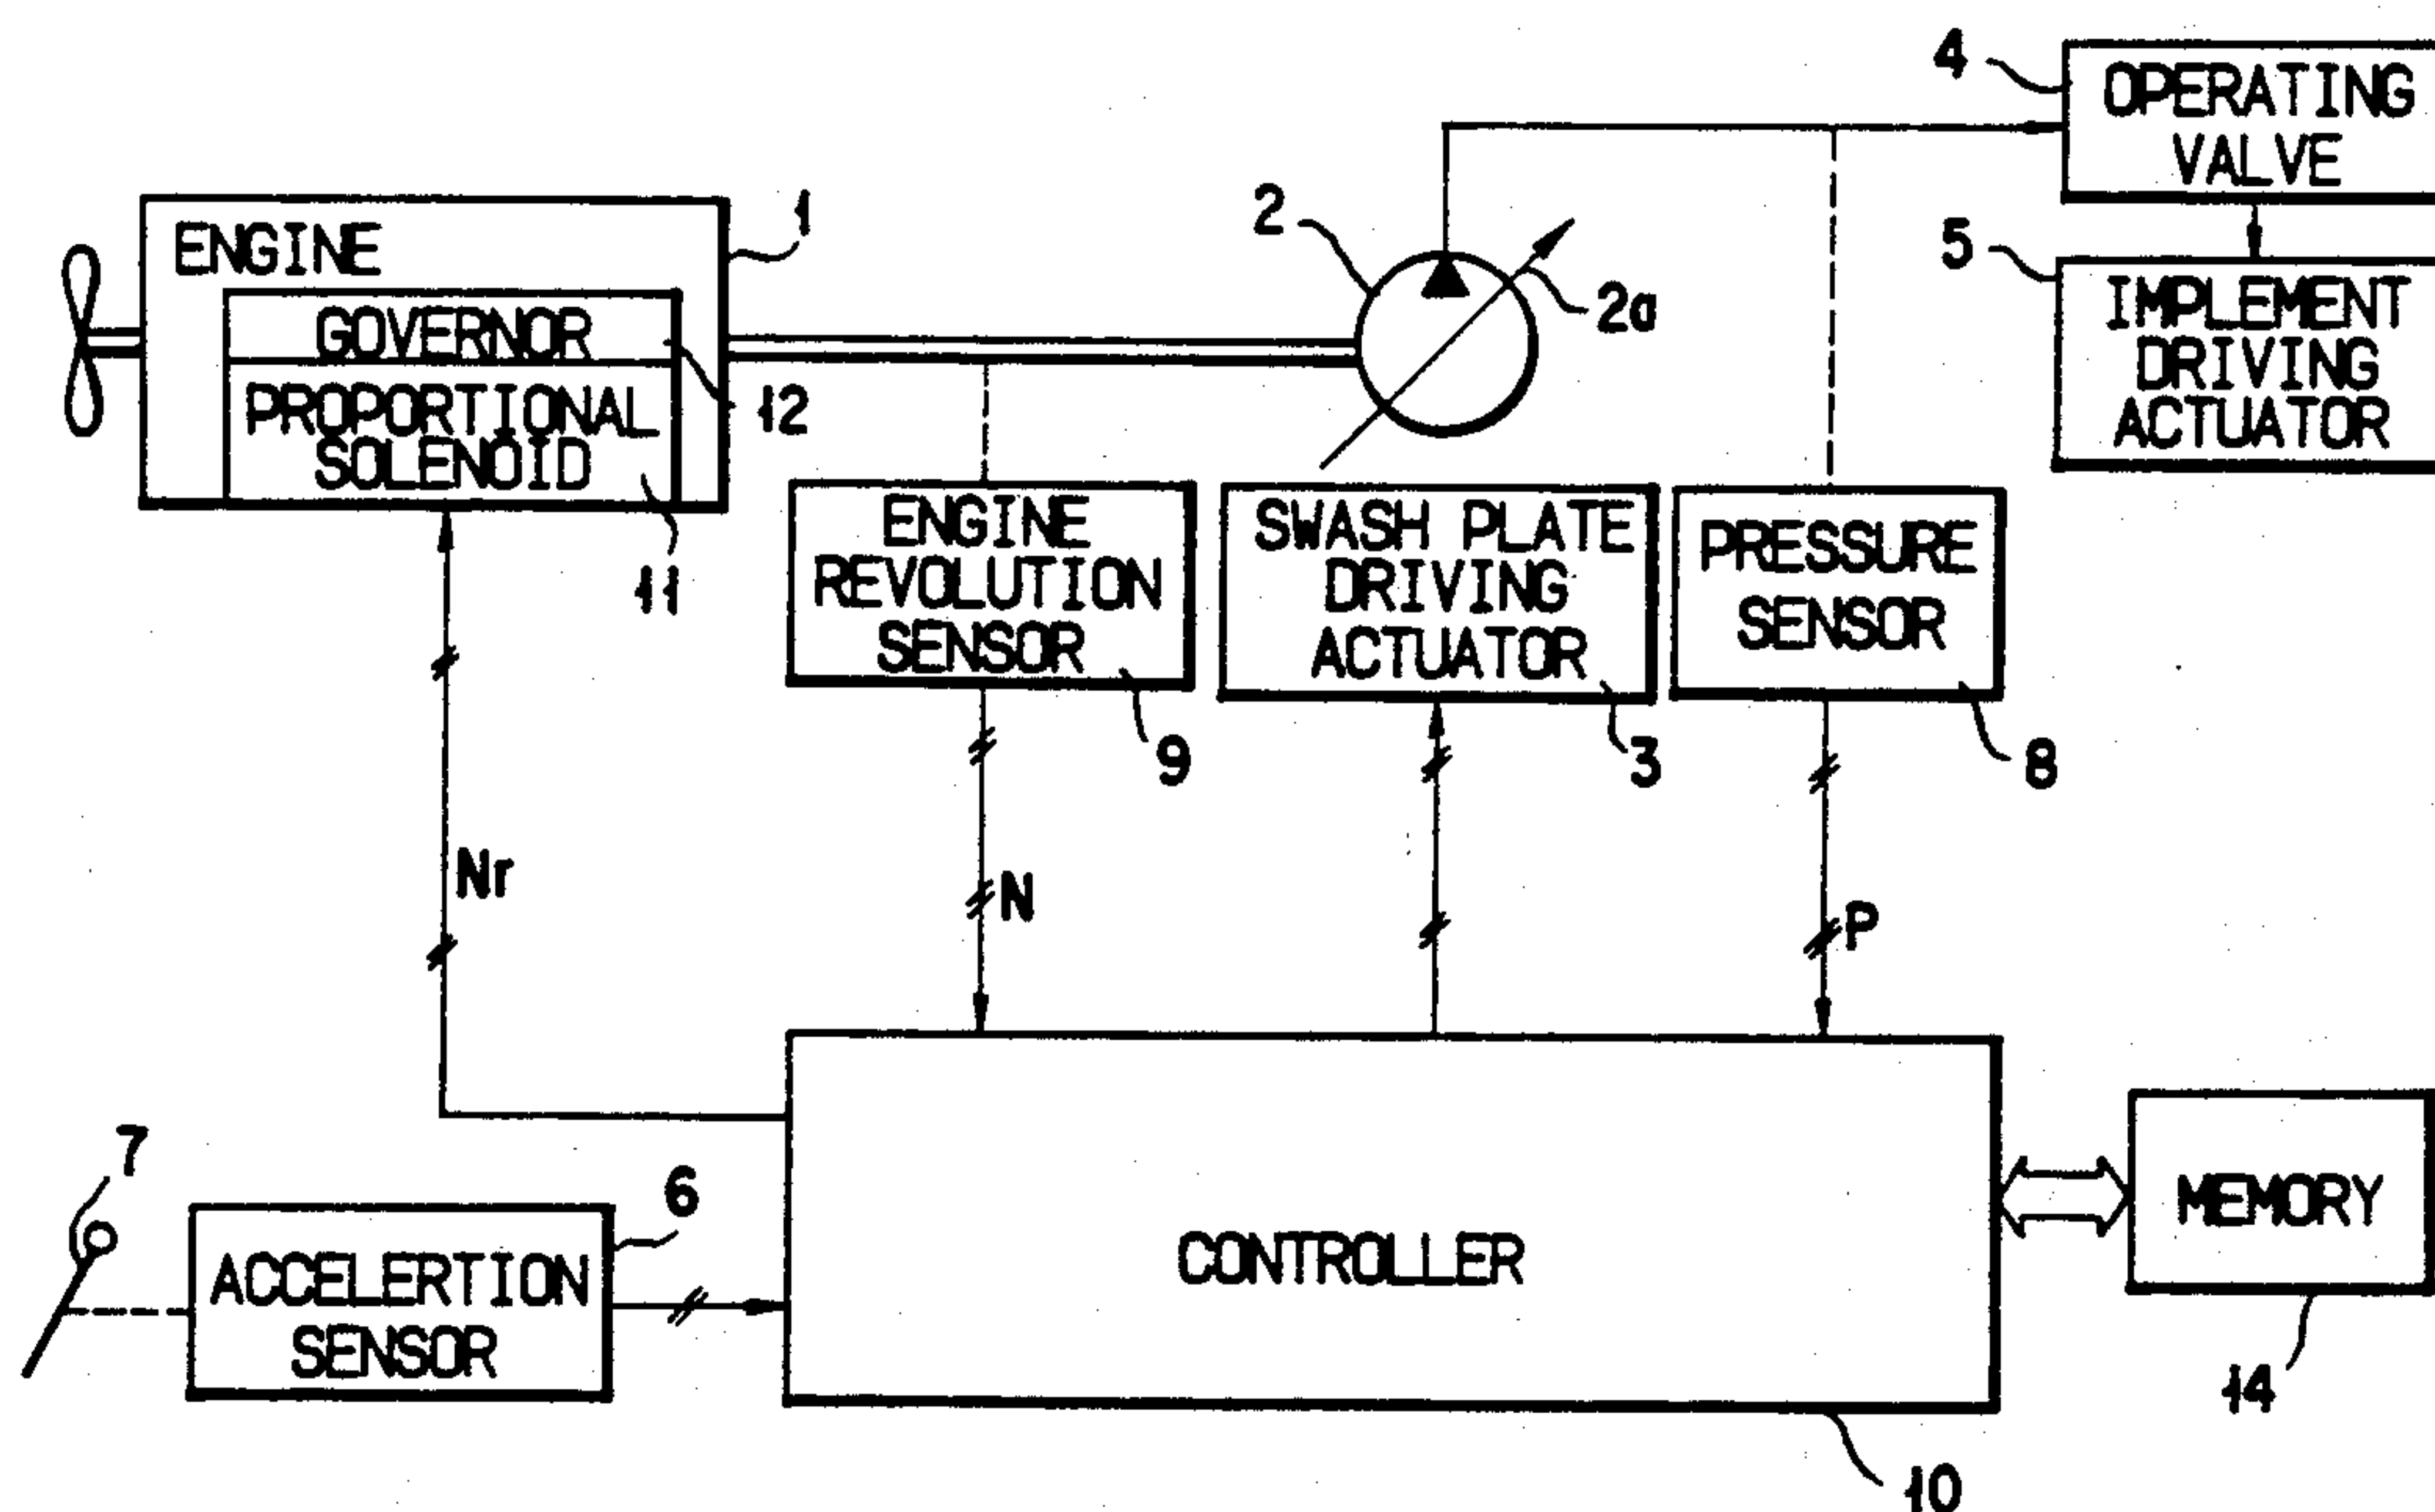 4
OPERATING
VALVE
1
2
ENGINE
5
2a
IMPLEMENT
DRIVING
ACTUATOR
GOVERNOR
12
PROPORTIONAL
SOLENOID
11
ENGINE
REVOLUTION
SENSOR
9
SWASH PLATE
DRIVING
ACTUATOR
3
PRESSURE
SENSOR
8
Nr
N
P
7
6
ACCELERTION
SENSOR
CONTROLLER
MEMORY
14
10